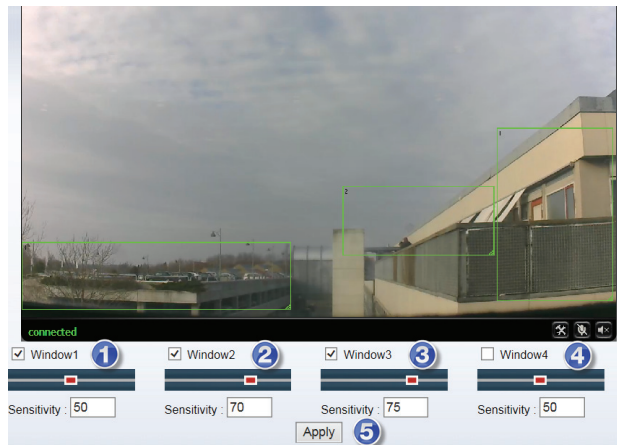 1
2
connected
Window1 1 Window2 2 Window3 3 Window4 4
Sensitivity : 50 Sensitivity : 70 Sensitivity : 75 Sensitivity : 50
Apply 5